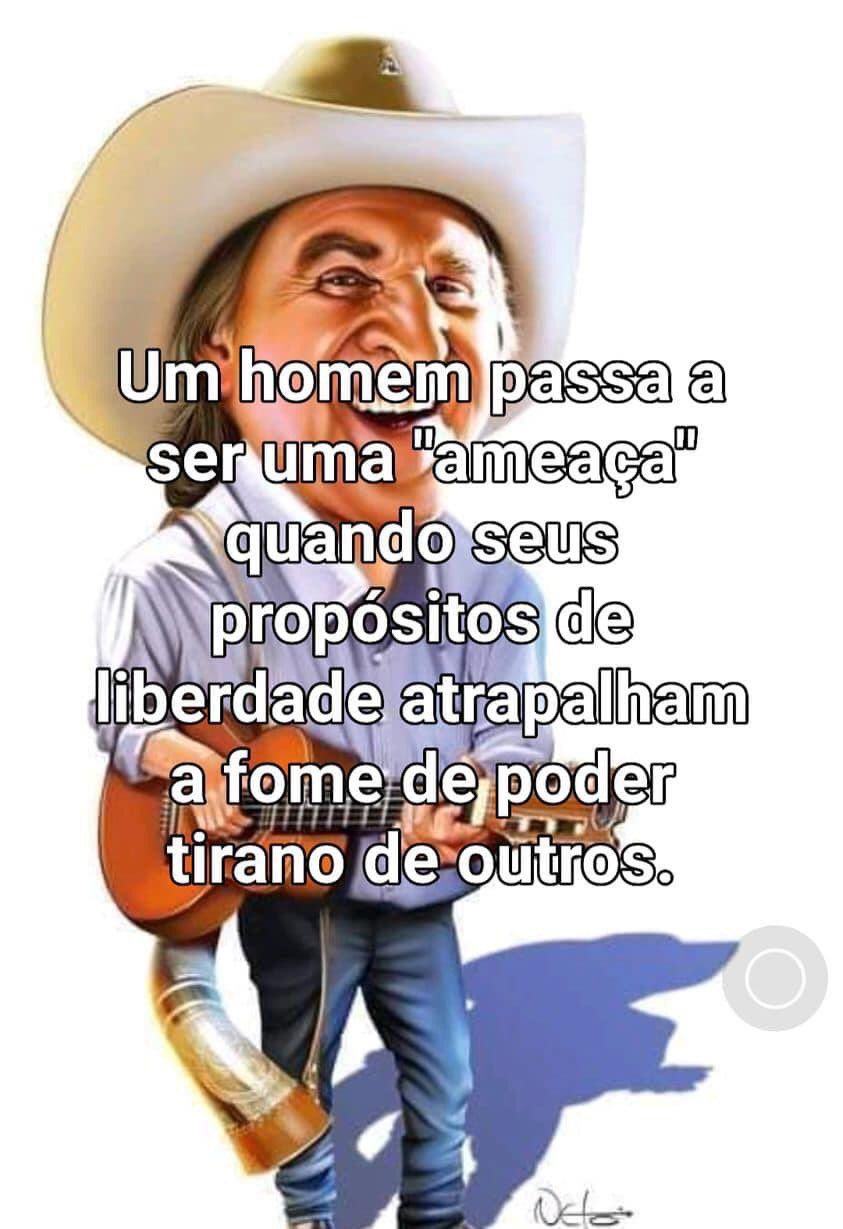 Um homem passa a
ser uma "ameaça"
quando seus
propósitos de
liberdade atrapalham
a fome de poder
tirano de outros.